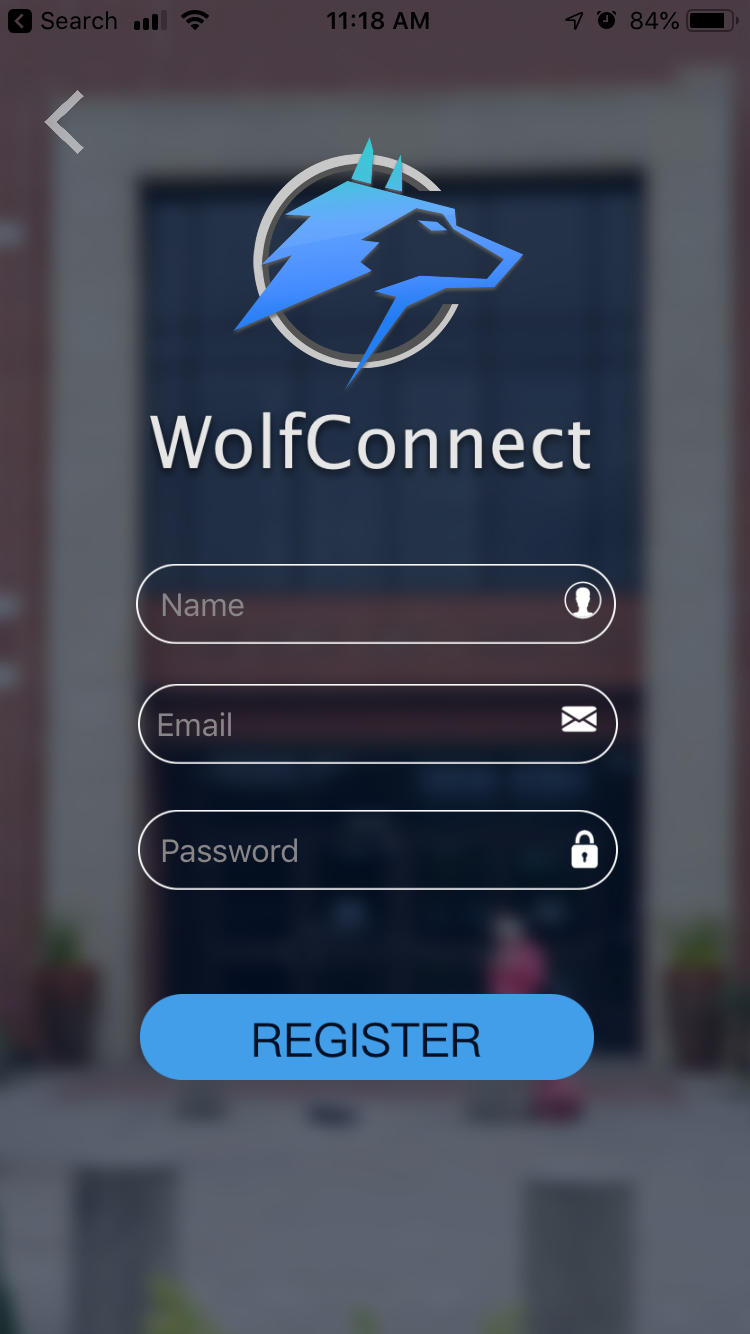 Search 11:18 AM 84%
WolfConnect
Name
Email
Password
REGISTER